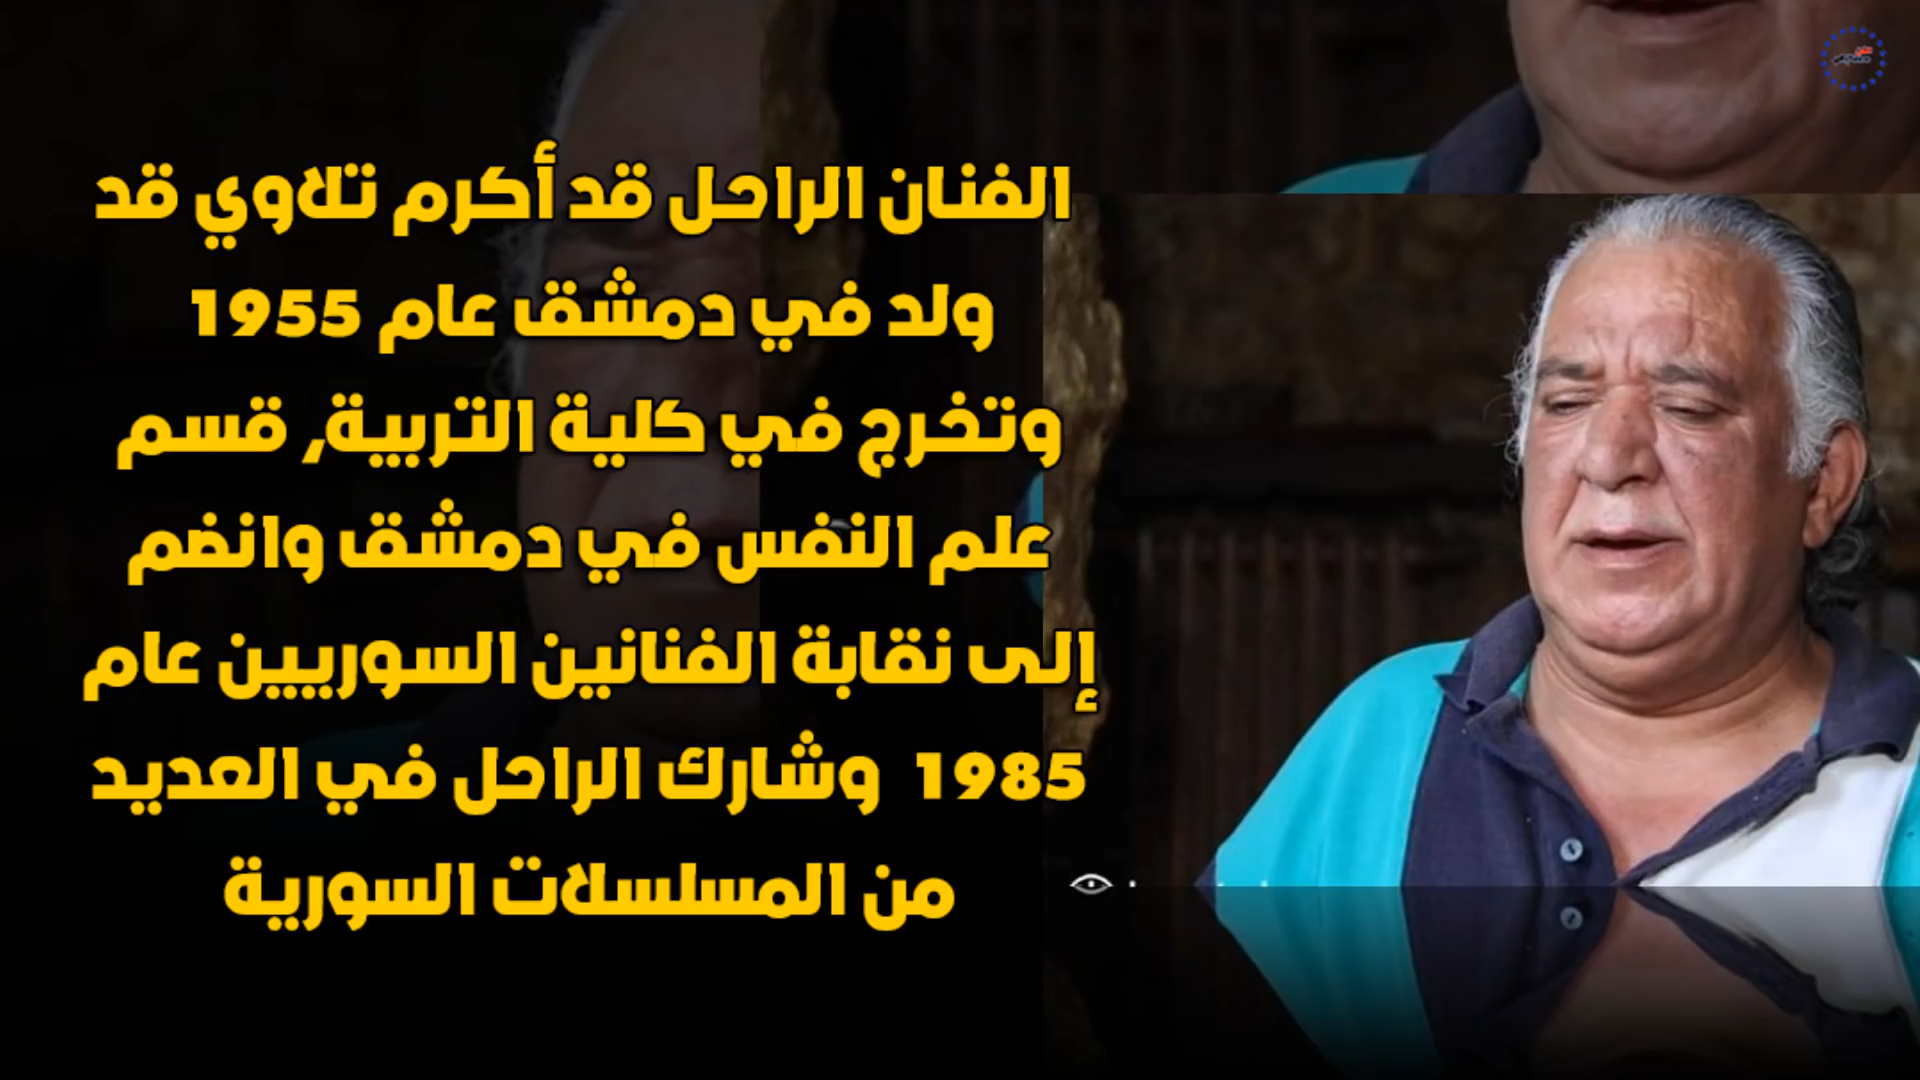 الفنان الراحل قد أكرم تلاوي قد
ولد في دمشق عام 1955
وتخرج في كلية التربية, قسم
علم النفس في دمشق وانضم
إلى نقابة الفنانين السوريين عام
1985 وشارك الراحل في العديد
من المسلسلات السورية